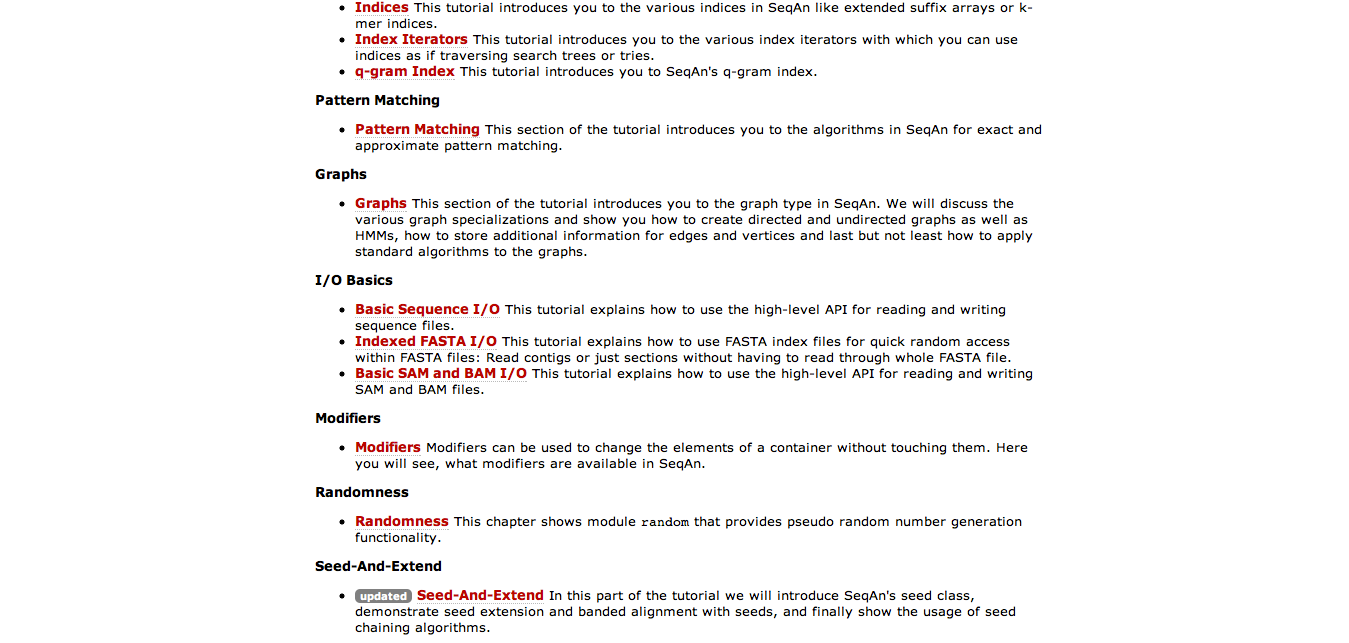 Indices This tutorial introduces you to the various indices in SeqAn like extended suffix arrays or k-
mer indices.
Index Iterators This tutorial introduces you to the various index iterators with which you can use
indices as if traversing search trees or tries.
q-gram Index This tutorial introduces you to SeqAn's q-gram index.
Pattern Matching
Pattern Matching This section of the tutorial introduces you to the algorithms in SeqAn for exact and
approximate pattern matching.
Graphs
Graphs This section of the tutorial introduces you to the graph type in SeqAn. We will discuss the
various graph specializations and show you how to create directed and undirected graphs as well as
HMMs, how to store additional information for edges and vertices and last but not least how to apply
standard algorithms to the graphs.
I/O Basics
Basic Sequence I/O This tutorial explains how to use the high-level API for reading and writing
sequence files.
Indexed FASTA I/O This tutorial explains how to use FASTA index files for quick random access
within FASTA files: Read contigs or just sections without having to read through whole FASTA file.
Basic SAM and BAM I/O This tutorial explains how to use the high-level API for reading and writing
SAM and BAM files.
Modifiers
Modifiers Modifiers can be used to change the elements of a container without touching them. Here
you will see, what modifiers are available in SeqAn.
Randomness
Randomness This chapter shows module random that provides pseudo random number generation
functionality.
Seed-And-Extend
updated Seed-And-Extend In this part of the tutorial we will introduce SeqAn's seed class,
demonstrate seed extension and banded alignment with seeds, and finally show the usage of seed
chaining algorithms.